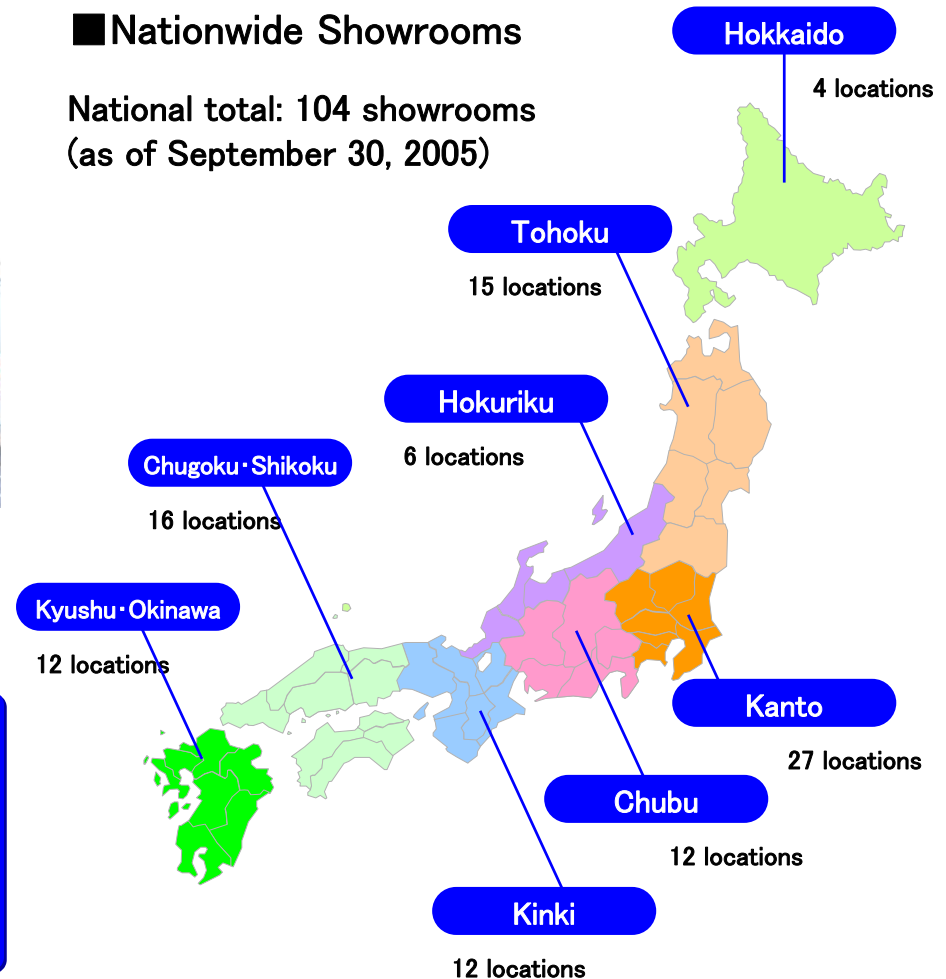 ■Nationwide Showrooms
National total: 104 showrooms
(as of September 30, 2005)
Hokkaido
4 locations
Tohoku
15 locations
Hokuriku
6 locations
Chugoku・Shikoku
16 locations
Kyushu・Okinawa
12 locations
Kanto
27 locations
Chubu
12 locations
Kinki
12 locations